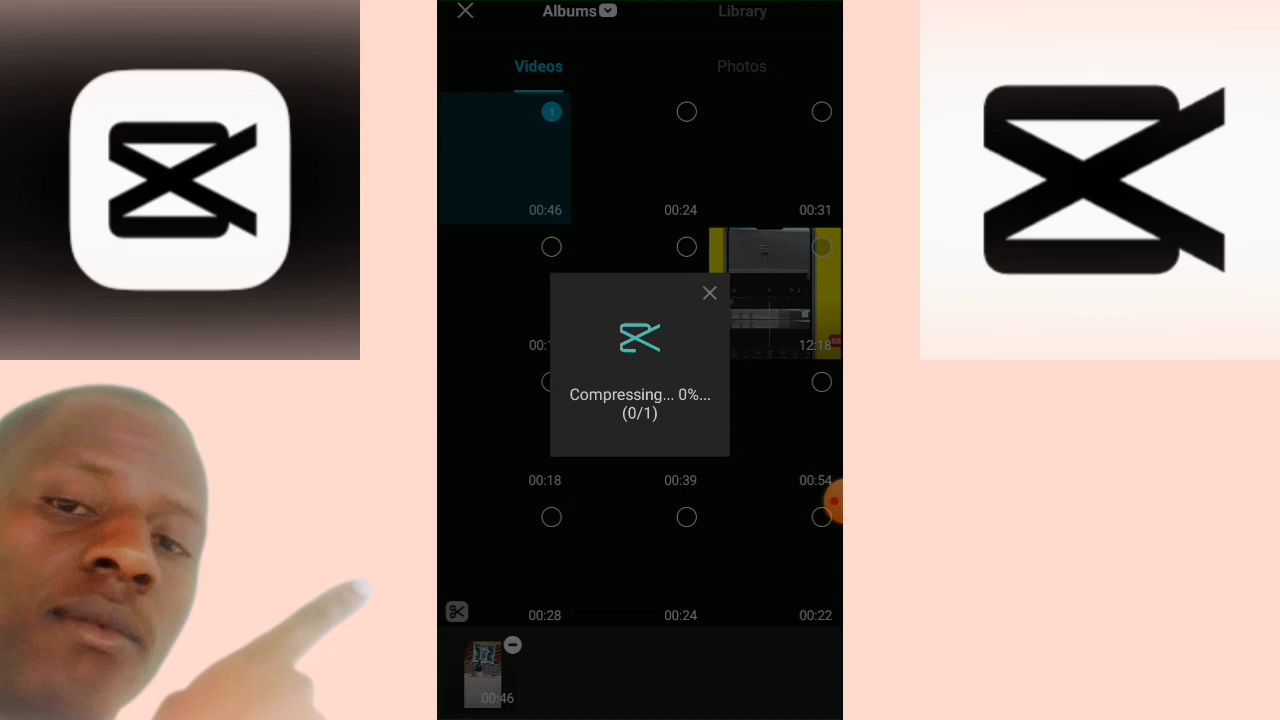 Albums
Library
Videos
Photos
1
00:46
00:24
00:31
12:18
Compressing... 0%...
(0/1)
00:18
00:39
00:54
00:28
00:24
00:22
00:46